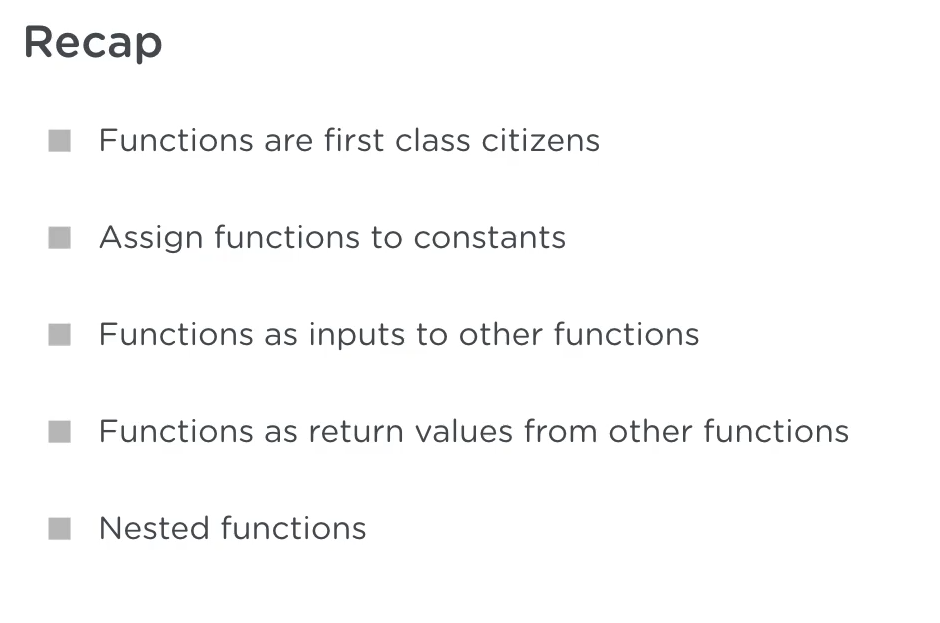 Recap
Functions are first class citizens
Assign functions to constants
Functions as inputs to other functions
Functions as return values from other functions
Nested functions